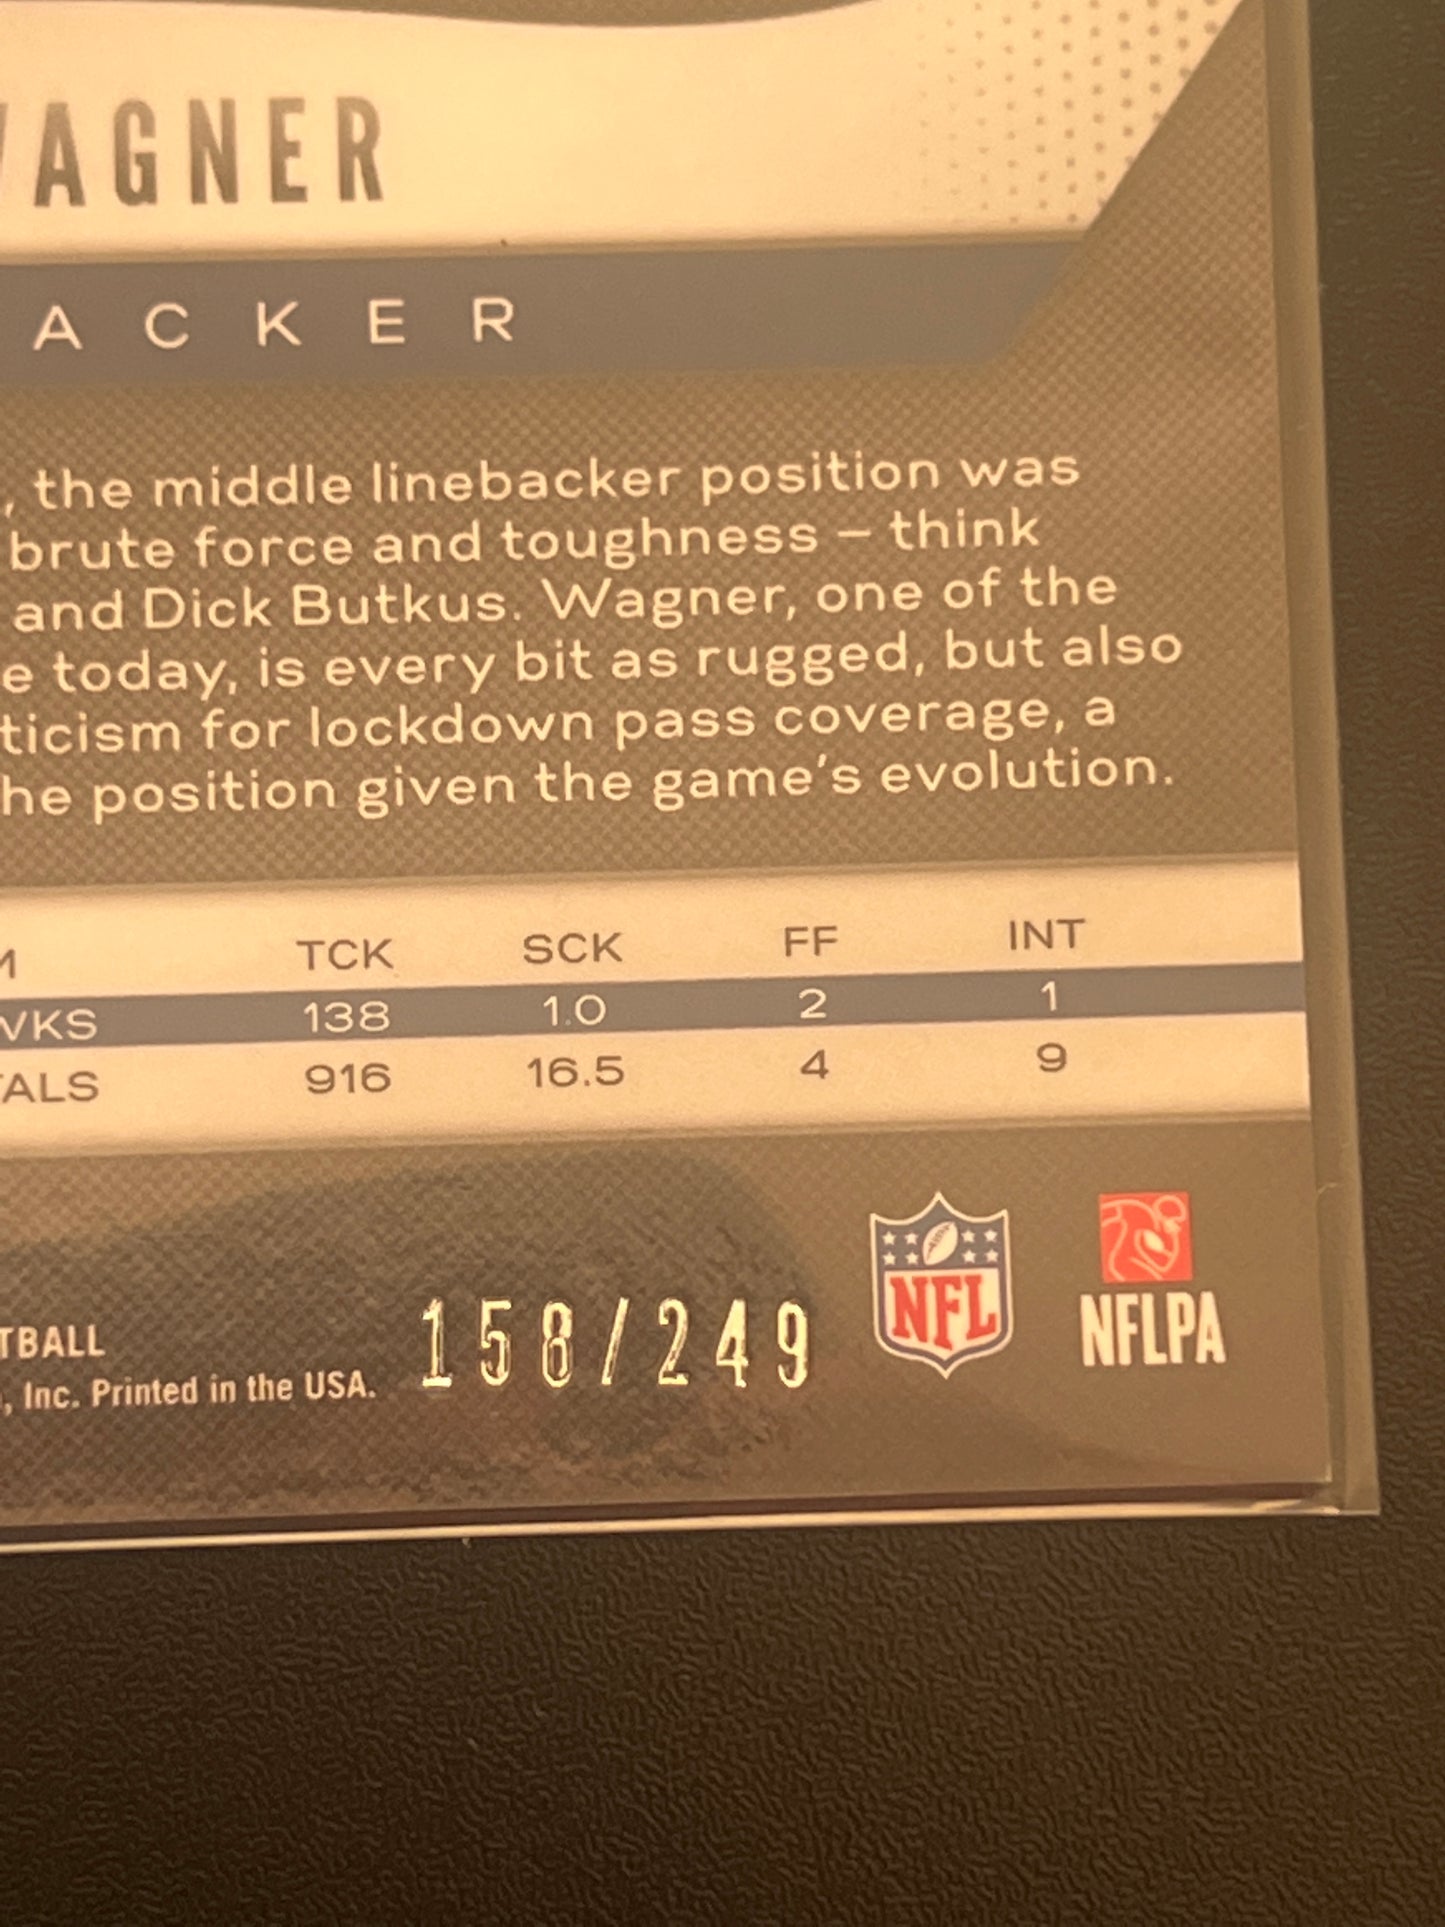 WAGNER
ACKER
, the middle linebacker position was
brute force and toughness – think
and Dick Butkus. Wagner, one of the
e today, is every bit as rugged, but also
ticism for lockdown pass coverage, a
he position given the game's evolution.
M TCK SCK FF INT
WKS 138 1.0 2 1
TALS 916 16.5 4 9
TBALL
, Inc. Printed in the USA.
158/249
NFL
NFLPA